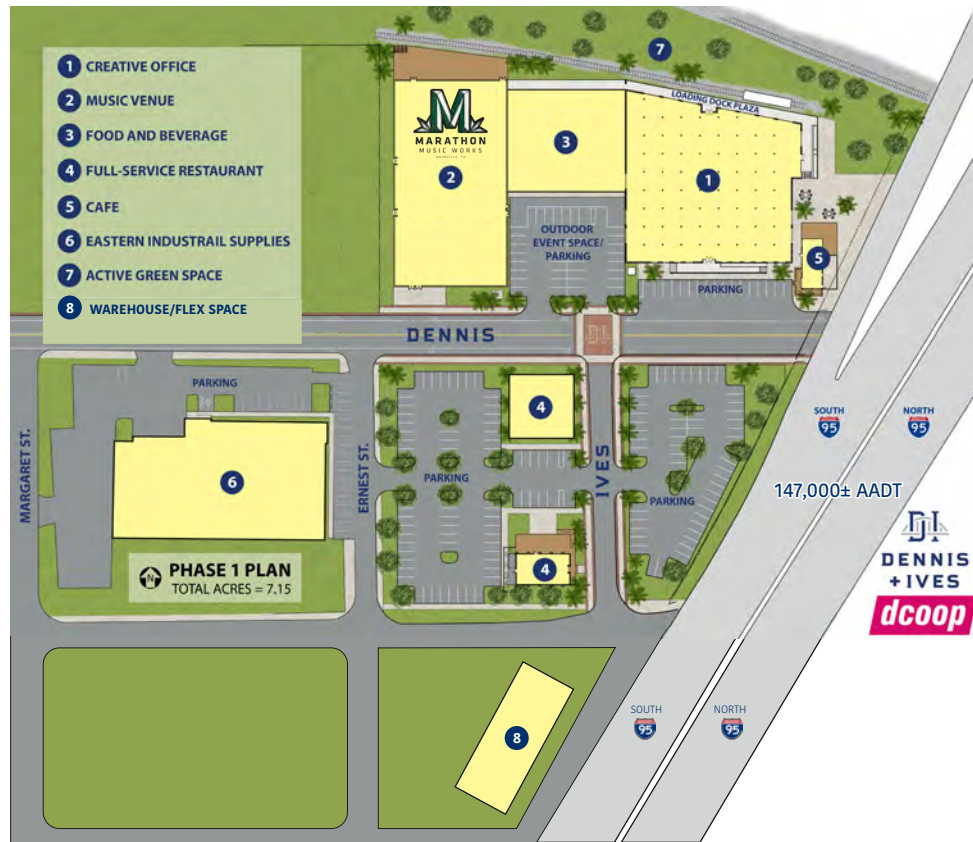 1 CREATIVE OFFICE
2 MUSIC VENUE
3 FOOD AND BEVERAGE
4 FULL-SERVICE RESTAURANT
5 CAFE
6 EASTERN INDUSTRAIL SUPPLIES
7 ACTIVE GREEN SPACE
8 WAREHOUSE/FLEX SPACE
7
LOADING DOCK PLAZA
M
MARATHON
MUSIC WORKS
NASHVILLE, TN
2
3
1
OUTDOOR
EVENT SPACE/
PARKING
5
PARKING
DENNIS
DI
PARKING
MARGARET ST.
ERNEST ST.
6
PARKING
4
IVES
PARKING
4
SOUTH
95
NORTH
95
147,000± AADT
N
PHASE 1 PLAN
TOTAL ACRES = 7.15
DI
DENNIS
+IVES
dcoop
8
SOUTH
95
NORTH
95